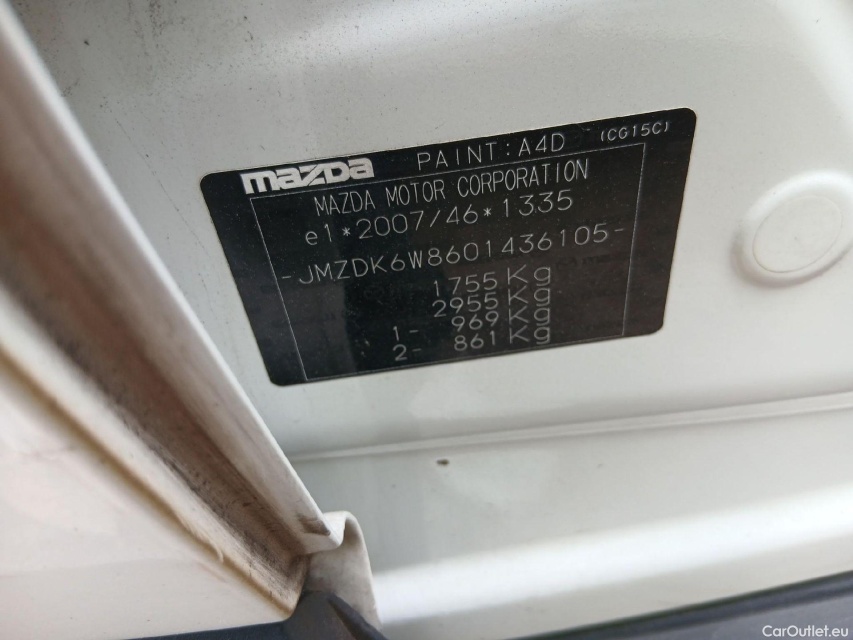 mazda PAINT:A4D (CG15C)
MAZDA MOTOR CORPORATION
e1*2007/46*1335
-JMZDK6W8601436105-
1755 Kg
2955 Kg
1- 969 Kg
2- 861 Kg
CarOutlet.eu